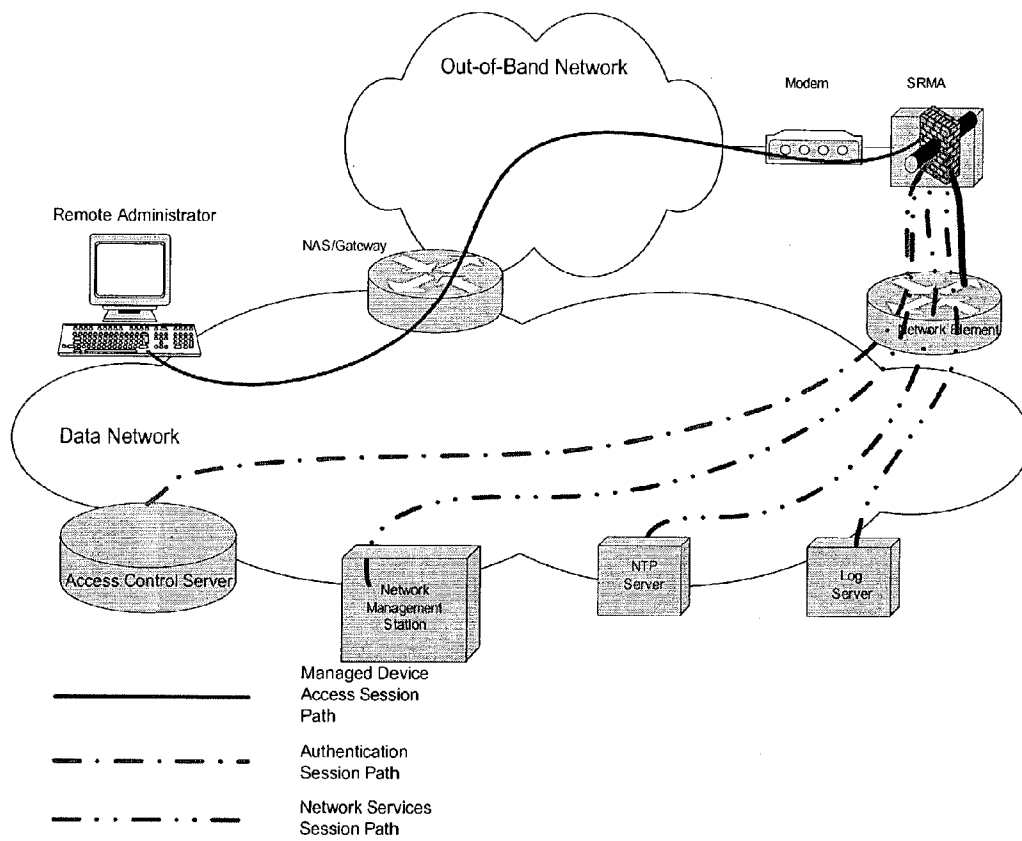 Out-of-Band Network
Modem
SRMA
Remote Administrator
NAS/Gateway
Network Element
Data Network
Access Control Server
Network
Management
Station
NTP
Server
Log
Server
Managed Device
Access Session
Path
Authentication
Session Path
Network Services
Session Path